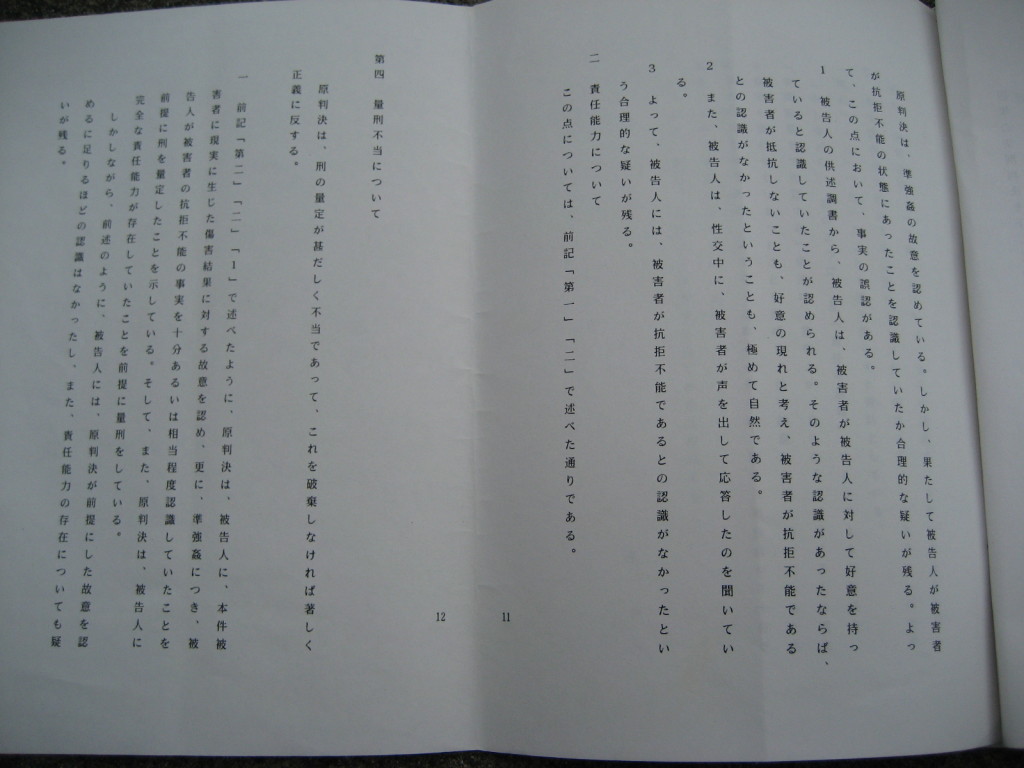 原判決は、準強姦の故意を認めている。しかし、果たして被告人が被害者
が抗拒不能の状態にあったことを認識していたか合理的な疑いが残る。よっ
て、この点において、事実の誤認がある。
1　被告人の供述調書から、被告人は、被害者が被告人に対して好意を持っ
ていると認識していたことが認められる。そのような認識があったならば、
被害者が抵抗しないことも、好意の現れと考え、被害者が抗拒不能である
との認識がなかったということも、極めて自然である。
2　また、被告人は、性交中に、被害者が声を出して応答したのを聞いてい
る。
3　よって、被告人には、被害者が抗拒不能であるとの認識がなかったとい
う合理的な疑いが残る。
二　責任能力について
この点については、前記「第一」「二」で述べた通りである。
11
第四　量刑不当について
原判決は、刑の量定が甚だしく不当であって、これを破棄しなければ著しく
正義に反する。
一　前記「第二」「二」「1」で述べたように、原判決は、被告人に、本件被
害者に現実に生じた傷害結果に対する故意を認め、更に、準強姦につき、被
告人が被害者の抗拒不能の事実を十分あるいは相当程度認識していたことを
前提に刑を量定したことを示している。そして、また、原判決は、被告人に
完全な責任能力が存在していたことを前提に量刑をしている。
しかしながら、前述のように、被告人には、原判決が前提にした故意を認
めるに足りるほどの認識はなかったし、また、責任能力の存在についても疑
いが残る。
12